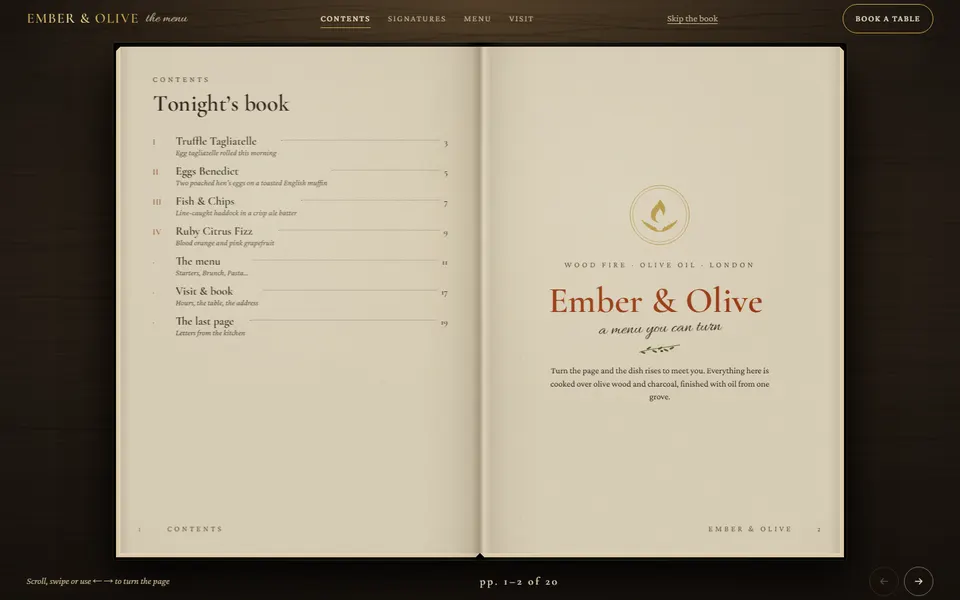 EMBER & OLIVE the menu
CONTENTS SIGNATURES MENU VISIT
Skip the book
BOOK A TABLE
CONTENTS
Tonight's book
I Truffle Tagliatelle 3
Egg tagliatelle rolled this morning
II Eggs Benedict 5
Two poached hen's eggs on a toasted English muffin
III Fish & Chips 7
Line-caught haddock in a crisp ale batter
IV Ruby Citrus Fizz 9
Blood orange and pink grapefruit
· The menu 11
Starters, Brunch, Pasta...
· Visit & book 17
Hours, the table, the address
· The last page 19
Letters from the kitchen
1 CONTENTS
WOOD FIRE · OLIVE OIL · LONDON
Ember & Olive
a menu you can turn
Turn the page and the dish rises to meet you. Everything here is
cooked over olive wood and charcoal, finished with oil from one
grove.
EMBER & OLIVE 2
Scroll, swipe or use ←→ to turn the page
pp. 1–2 of 20
← →